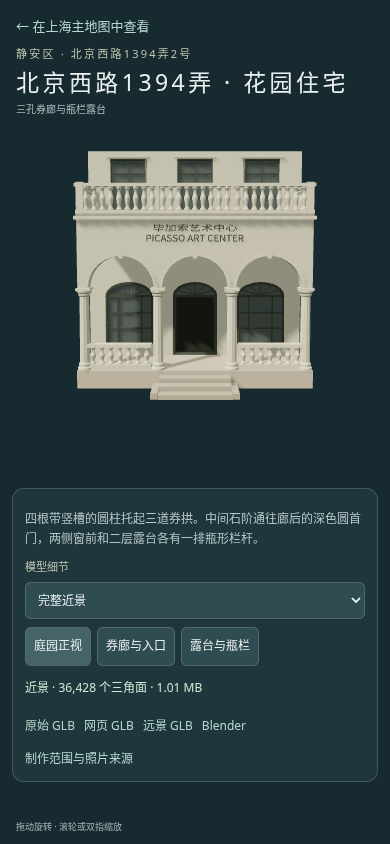 ← 在上海主地图中查看
静安区 · 北京西路1394弄2号
北京西路1394弄 · 花园住宅
三孔券廊与瓶栏露台
毕加索艺术中心
PICASSO ART CENTER
四根带竖槽的圆柱托起三道券拱。中间石阶通往廊后的深色圆首
门，两侧窗前和二层露台各有一排瓶形栏杆。
模型细节
完整近景
庭园正视 券廊与入口 露台与瓶栏
近景 · 36,428 个三角面 · 1.01 MB
原始 GLB 网页 GLB 远景 GLB Blender
制作范围与照片来源
拖动旋转 · 滚轮或双指缩放